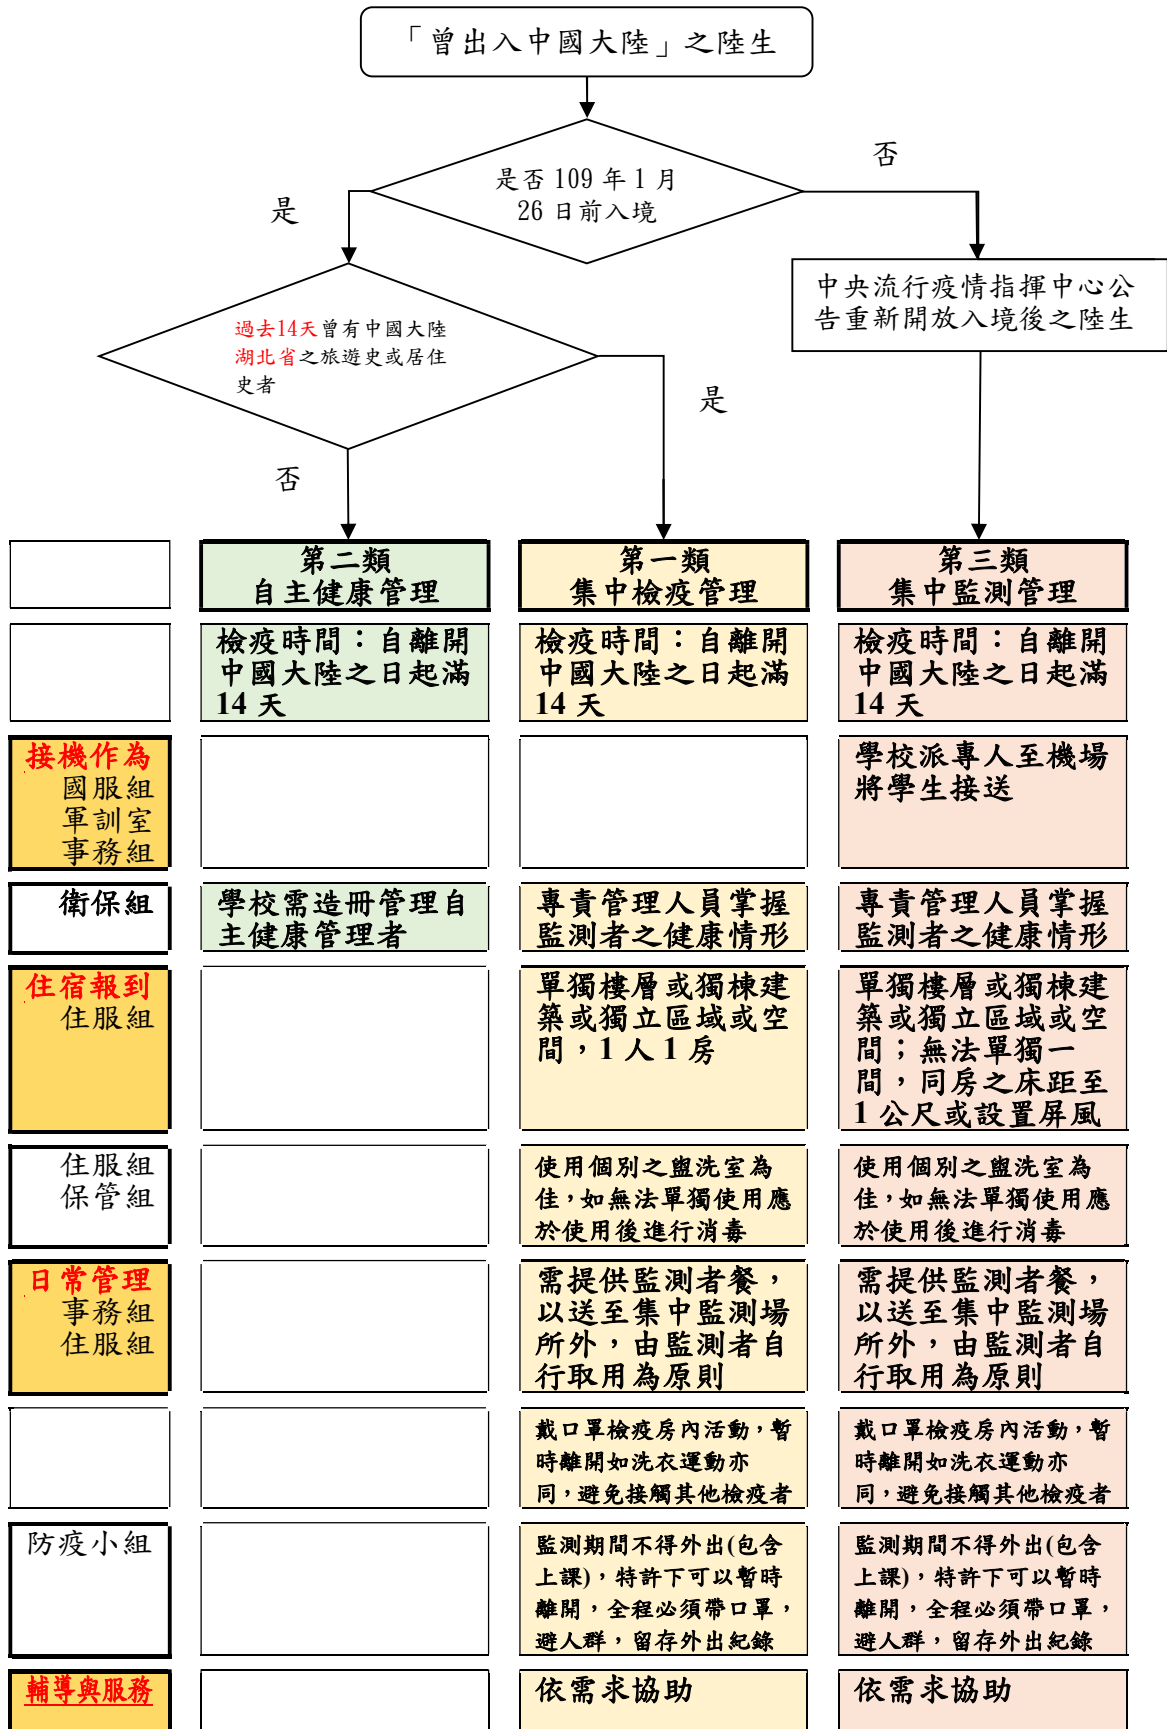 「曾出入中國大陸」之陸生
是否 109 年 1 月
26 日前入境
否
是
中央流行疫情指揮中心公
告重新開放入境後之陸生
過去14天曾有中國大陸
湖北省之旅遊史或居住
史者
是
否
第二類
自主健康管理
第一類
集中檢疫管理
第三類
集中監測管理
檢疫時間：自離開
中國大陸之日起滿
14 天
檢疫時間：自離開
中國大陸之日起滿
14 天
檢疫時間：自離開
中國大陸之日起滿
14 天
接機作為
國服組
軍訓室
事務組
學校派專人至機場
將學生接送
衛保組
學校需造冊管理自
主健康管理者
專責管理人員掌握
監測者之健康情形
專責管理人員掌握
監測者之健康情形
住宿報到
住服組
單獨樓層或獨棟建
築或獨立區域或空
間，1 人 1 房
單獨樓層或獨棟建
築或獨立區域或空
間；無法單獨一
間，同房之床距至
1 公尺或設置屏風
住服組
保管組
使用個別之盥洗室為
佳，如無法單獨使用應
於使用後進行消毒
使用個別之盥洗室為
佳，如無法單獨使用應
於使用後進行消毒
日常管理
事務組
住服組
需提供監測者餐，
以送至集中監測場
所外，由監測者自
行取用為原則
需提供監測者餐，
以送至集中監測場
所外，由監測者自
行取用為原則
戴口罩檢疫房內活動，暫
時離開如洗衣運動亦
同，避免接觸其他檢疫者
戴口罩檢疫房內活動，暫
時離開如洗衣運動亦
同，避免接觸其他檢疫者
防疫小組
監測期間不得外出(包含
上課)，特許下可以暫時
離開，全程必須帶口罩，
避人群，留存外出紀錄
監測期間不得外出(包含
上課)，特許下可以暫時
離開，全程必須帶口罩，
避人群，留存外出紀錄
輔導與服務
依需求協助
依需求協助